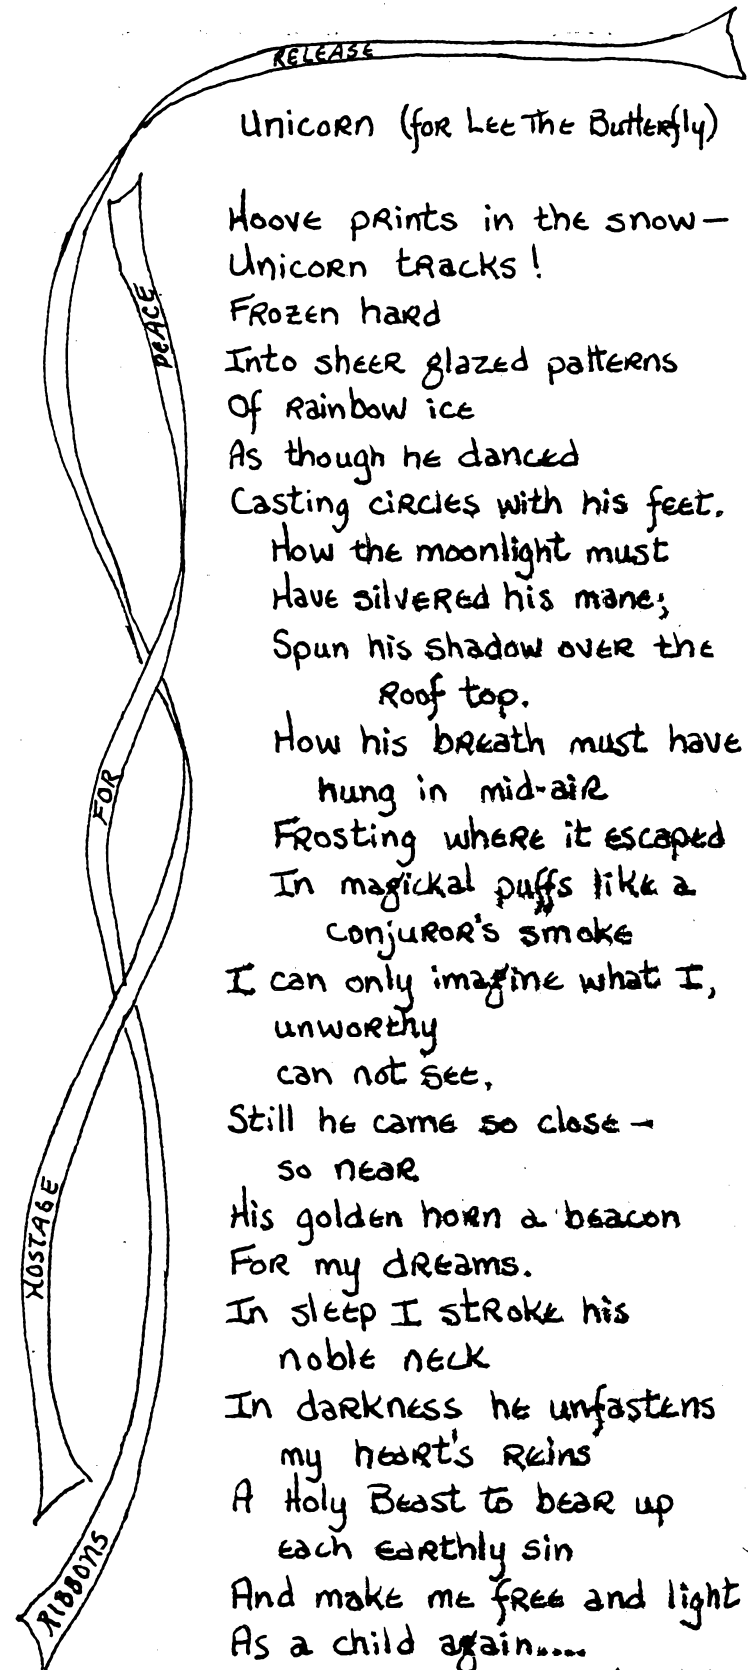 RELEASE
Unicorn (for Lee The Butterfly)
PEACE
Hoove prints in the snow—
Unicorn tracks!
Frozen hard
Into sheer glazed patterns
Of rainbow ice
As though he danced
Casting circles with his feet.
How the moonlight must
Have silvered his mane;
Spun his shadow over the
roof top.
How his breath must have
hung in mid-air
Frosting where it escaped
In magickal puffs like a
conjuror's smoke
I can only imagine what I,
unworthy
can not see,
Still he came so close—
so near
His golden horn a beacon
For my dreams.
In sleep I stroke his
noble neck
In darkness he unfastens
my heart's reins
A Holy Beast to bear up
each earthly sin
And make me free and light
As a child again.....
FOR
HOSTAGE
RIBBONS